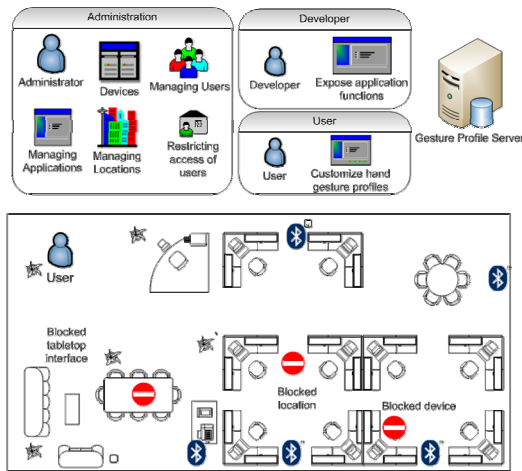 Administration
Administrator
Devices
Managing Users
Managing
Applications
Managing
Locations
Restricting
access of
users
Developer
Developer
Expose application
functions
User
User
Customize hand
gesture profiles
Gesture Profile Server
User
Blocked
tabletop
interface
Blocked
location
Blocked device